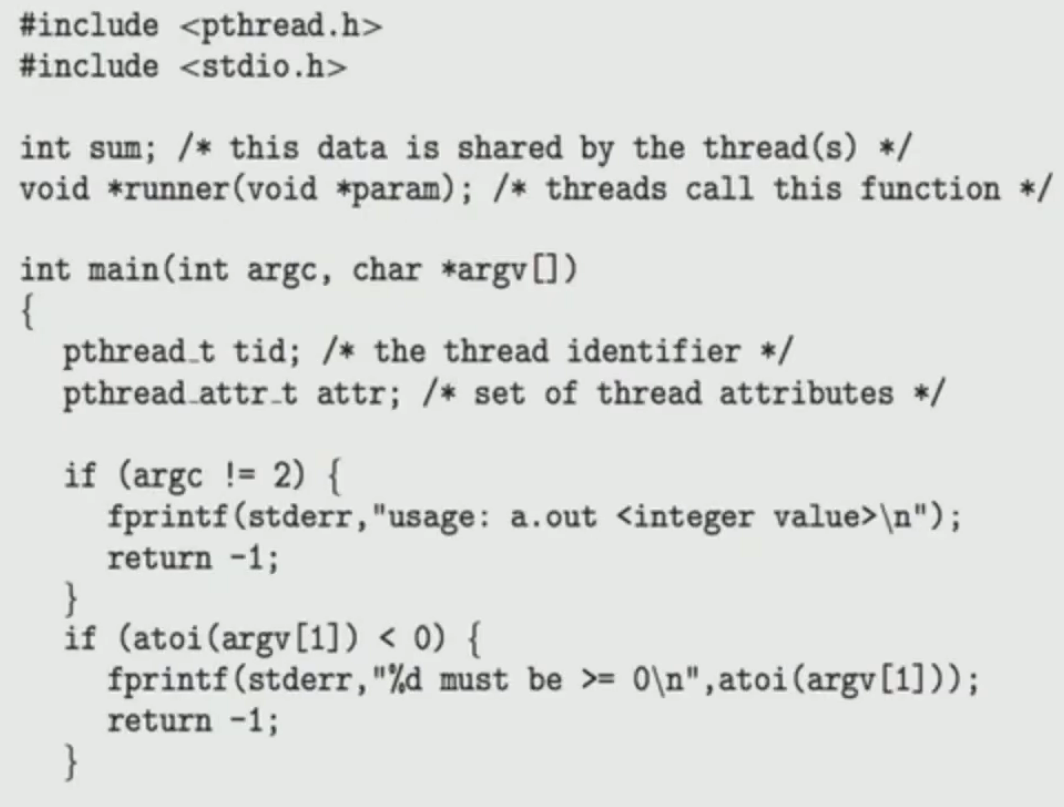 #include <pthread.h>
#include <stdio.h>
int sum; /* this data is shared by the thread(s) */
void *runner(void *param); /* threads call this function */
int main(int argc, char *argv[])
{
pthread_t tid; /* the thread identifier */
pthread_attr_t attr; /* set of thread attributes */
if (argc != 2) {
fprintf(stderr,"usage: a.out <integer value>\n");
return -1;
}
if (atoi(argv[1]) < 0) {
fprintf(stderr,"%d must be >= 0\n",atoi(argv[1]));
return -1;
}